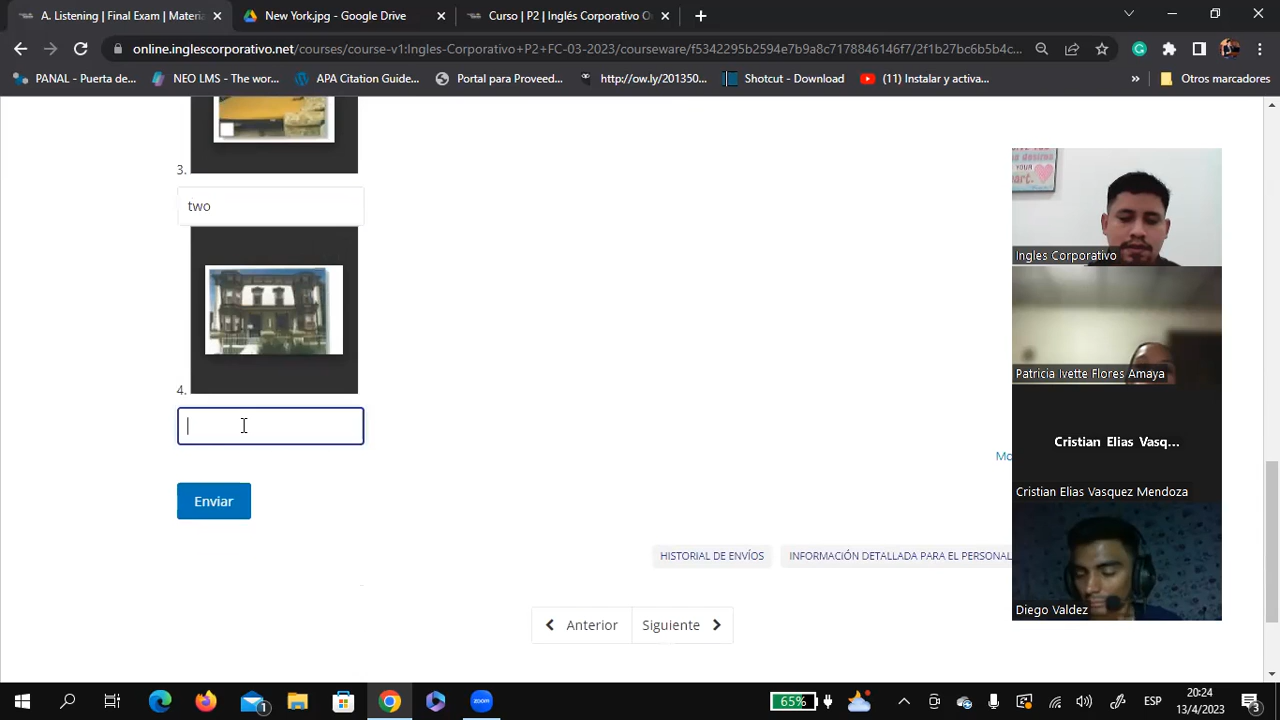 A. Listening | Final Exam | Mater
New York.jpg - Google Drive
Curso | P2 | Inglés Corporativo O
online.inglescorporativo.net/courses/course-v1:Ingles-Corporativo+P2+FC-03-2023/courseware/f5342295b2594e7b9a8c7178846146f7/2f1b27bc6b5b4c...
PANAL - Puerta de...
NEO LMS - The wor...
APA Citation Guide...
Portal para Proveed...
http://ow.ly/201350...
Shotcut - Download
(11) Instalar y activa...
Otros marcadores
3.
two
4.
Enviar
Mo
HISTORIAL DE ENVÍOS
INFORMACIÓN DETALLADA PARA EL PERSONAL
Anterior
Siguiente
Ingles Corporativo
Patricia Ivette Flores Amaya
Cristian Elias Vasq...
Cristian Elias Vasquez Mendoza
Diego Valdez
1
65%
ESP
20:24
13/4/2023
3